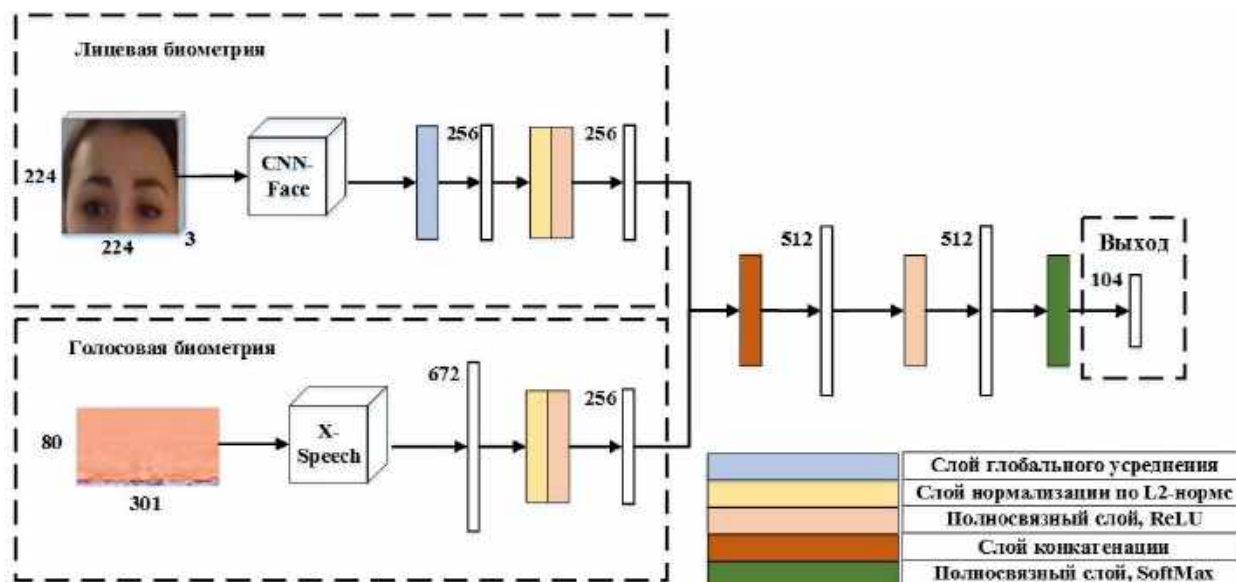 Лицевая биометрия
224
224
3
CNN-
Face
256
256
Голосовая биометрия
80
301
X-
Speech
672
256
512
512
Выход
104
Слой глобального усреднения
Слой нормализации по L2-норме
Полносвязный слой, ReLU
Слой конкатенации
Полносвязный слой, SoftMax